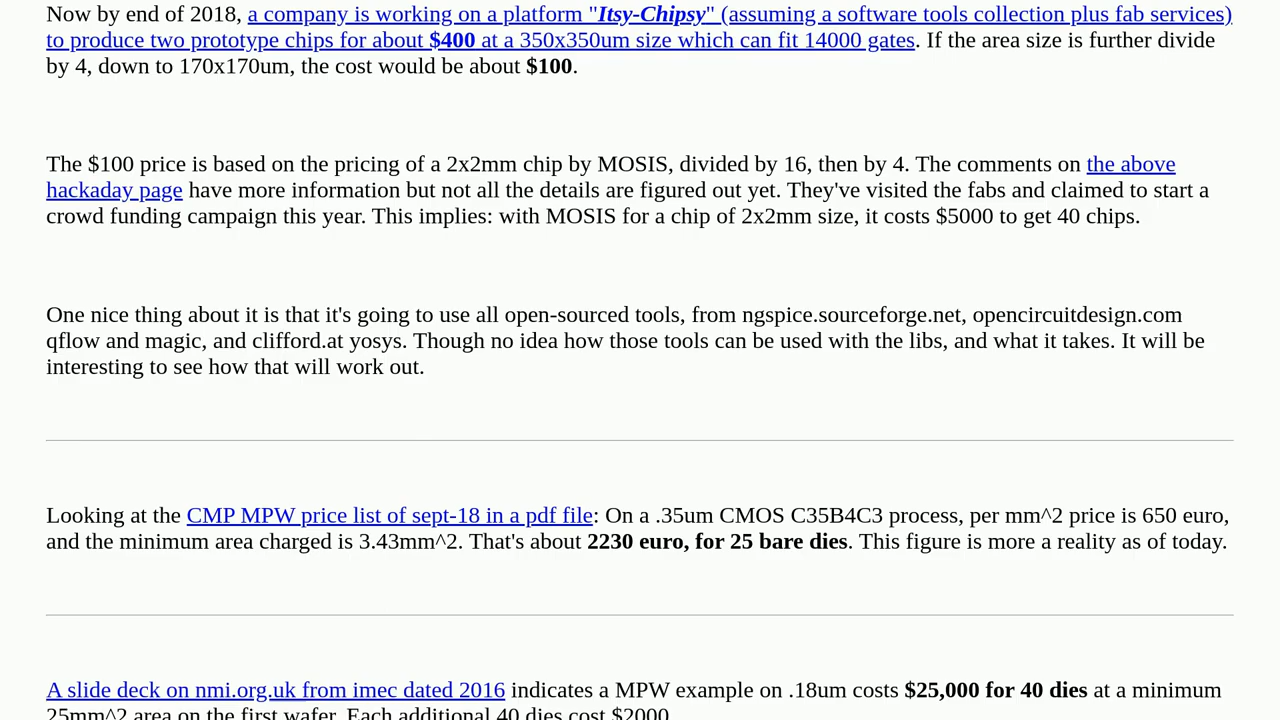 Now by end of 2018, a company is working on a platform "Itsy-Chipsy" (assuming a software tools collection plus fab services)
to produce two prototype chips for about $400 at a 350x350um size which can fit 14000 gates. If the area size is further divide
by 4, down to 170x170um, the cost would be about $100.
The $100 price is based on the pricing of a 2x2mm chip by MOSIS, divided by 16, then by 4. The comments on the above
hackaday page have more information but not all the details are figured out yet. They've visited the fabs and claimed to start a
crowd funding campaign this year. This implies: with MOSIS for a chip of 2x2mm size, it costs $5000 to get 40 chips.
One nice thing about it is that it's going to use all open-sourced tools, from ngspice.sourceforge.net, opencircuitdesign.com
qflow and magic, and clifford.at yosys. Though no idea how those tools can be used with the libs, and what it takes. It will be
interesting to see how that will work out.
Looking at the CMP MPW price list of sept-18 in a pdf file: On a .35um CMOS C35B4C3 process, per mm^2 price is 650 euro,
and the minimum area charged is 3.43mm^2. That's about 2230 euro, for 25 bare dies. This figure is more a reality as of today.
A slide deck on nmi.org.uk from imec dated 2016 indicates a MPW example on .18um costs $25,000 for 40 dies at a minimum
25mm^2 area on the first wafer. Each additional 40 dies cost $2000.